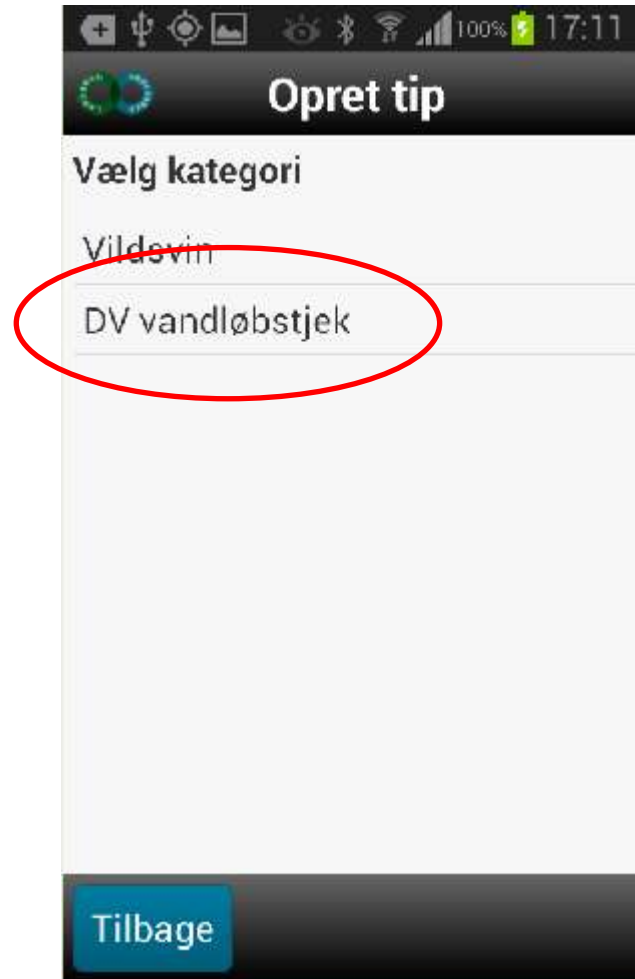 100% 17:11
Opret tip
Vælg kategori
Vildsvin
DV vandløbstjek
Tilbage